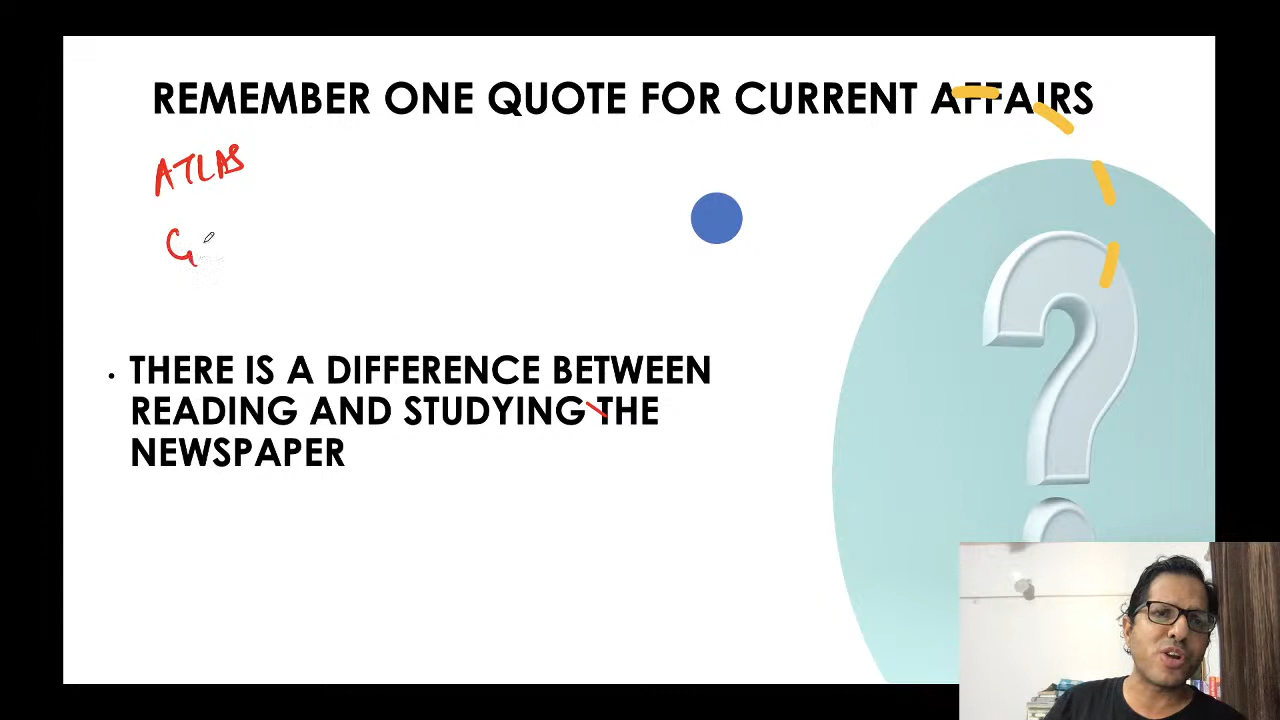 REMEMBER ONE QUOTE FOR CURRENT AFFAIRS
ATLAS
G
• THERE IS A DIFFERENCE BETWEEN
READING AND STUDYING THE
NEWSPAPER